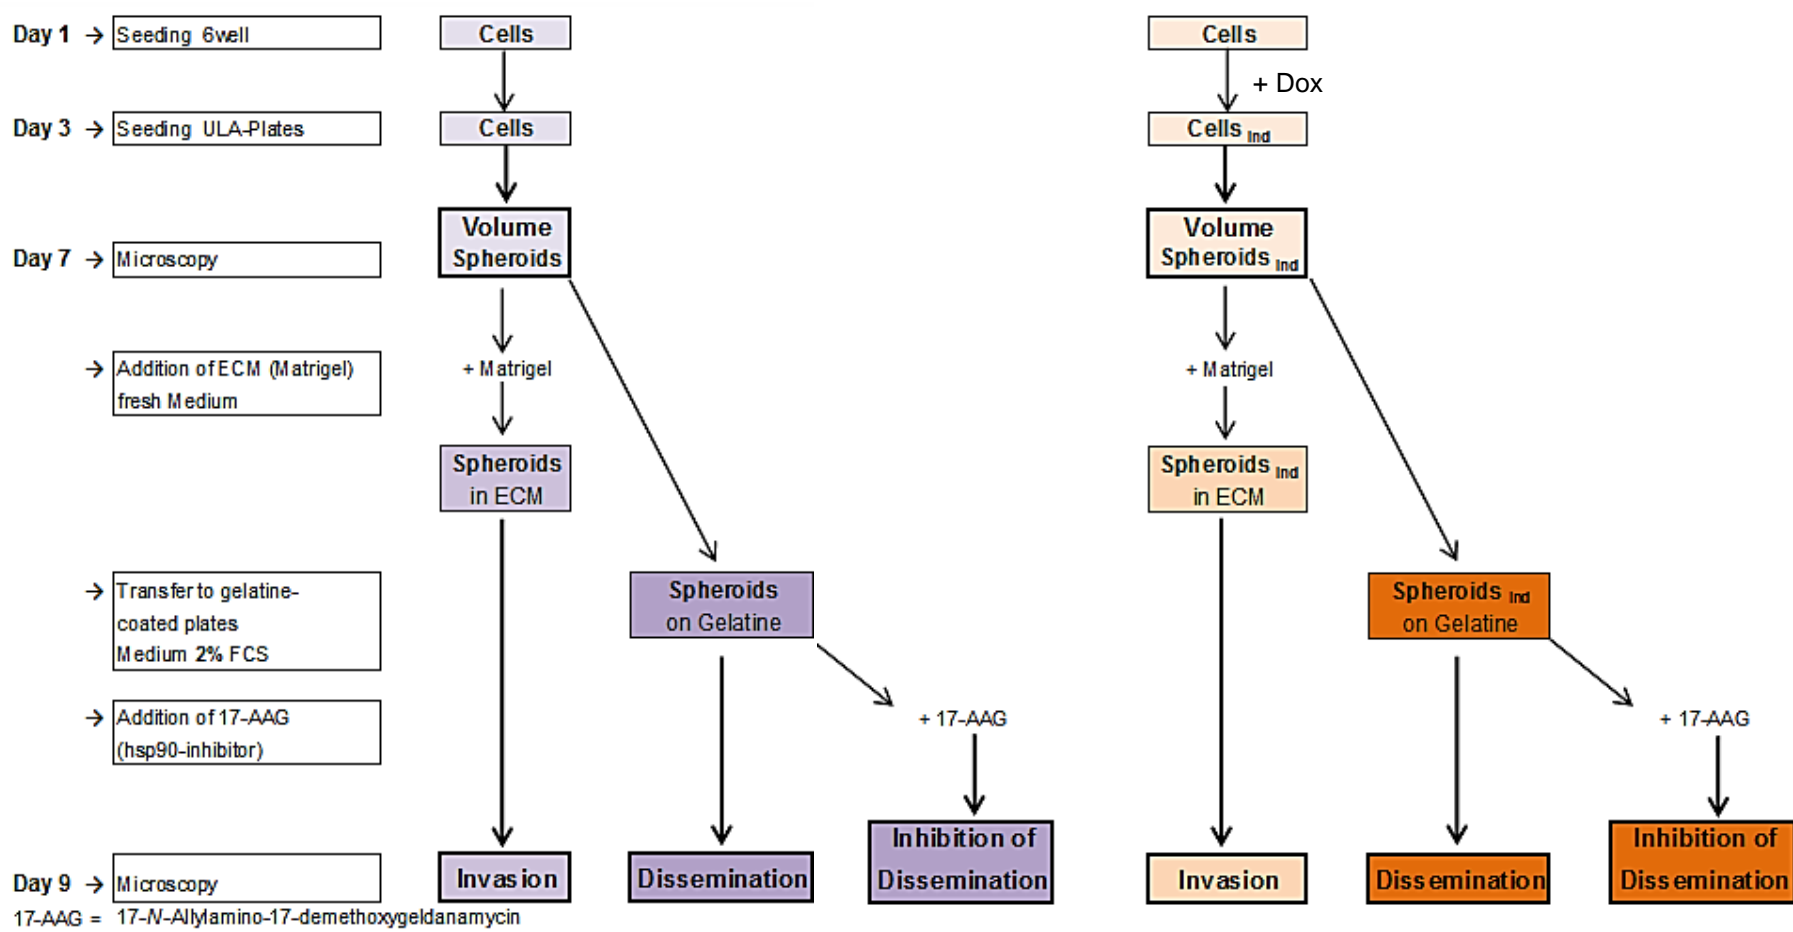 Day 1 → Seeding 6well
Cells
Cells
+ Dox
Day 3 → Seeding ULA-Plates
Cells
Cells Ind
Day 7 → Microscopy
Volume
Spheroids
Volume
Spheroids Ind
→ Addition of ECM (Matrigel)
fresh Medium
+ Matrigel
+ Matrigel
Spheroids
in ECM
Spheroids Ind
in ECM
→ Transfer to gelatine-
coated plates
Medium 2% FCS
Spheroids
on Gelatine
Spheroids Ind
on Gelatine
→ Addition of 17-AAG
(hsp90-inhibitor)
+ 17-AAG
+ 17-AAG
Day 9 → Microscopy
Invasion
Dissemination
Inhibition of
Dissemination
Invasion
Dissemination
Inhibition of
Dissemination
17-AAG = 17-N-Allylamino-17-demethoxygeldanamycin